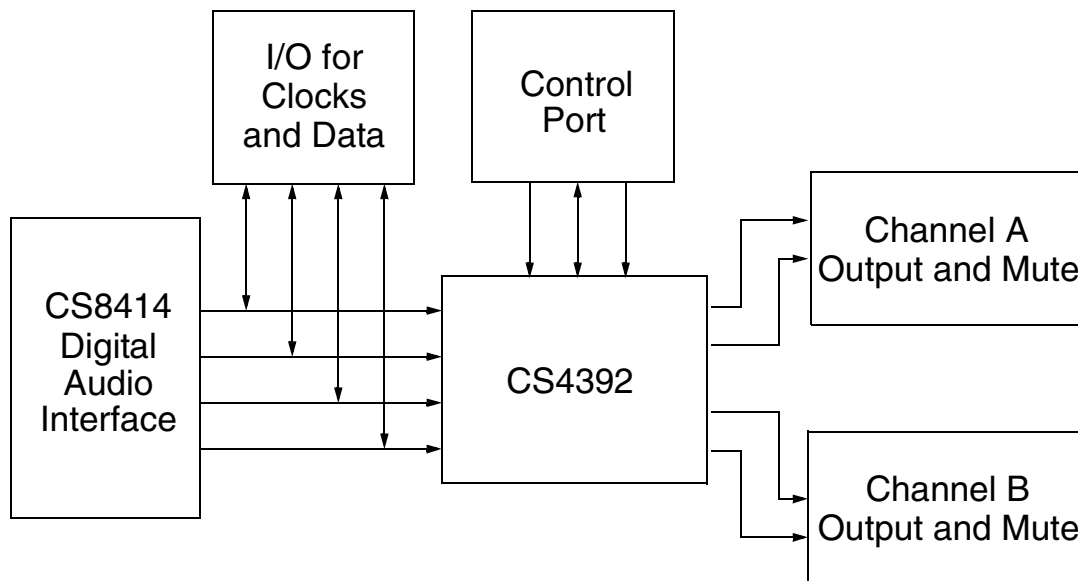 I/O for
Clocks
and Data
Control
Port
CS8414
Digital
Audio
Interface
CS4392
Channel A
Output and Mute
Channel B
Output and Mute